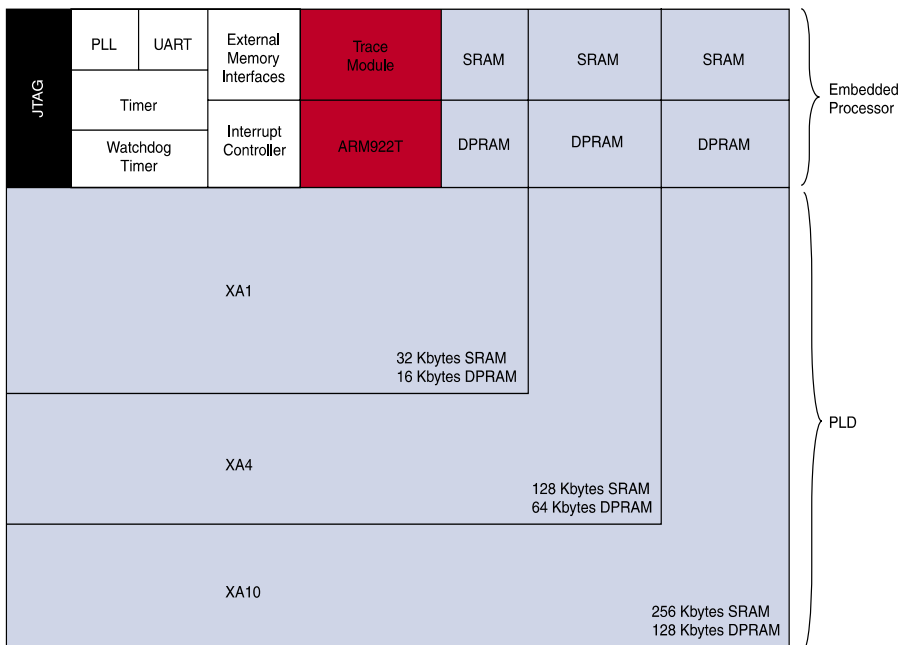 JTAG
PLL
UART
External
Memory
Interfaces
Trace
Module
SRAM
SRAM
SRAM
Timer
Watchdog
Timer
Interrupt
Controller
ARM922T
DPRAM
DPRAM
DPRAM
Embedded
Processor
XA1
32 Kbytes SRAM
16 Kbytes DPRAM
PLD
XA4
128 Kbytes SRAM
64 Kbytes DPRAM
XA10
256 Kbytes SRAM
128 Kbytes DPRAM